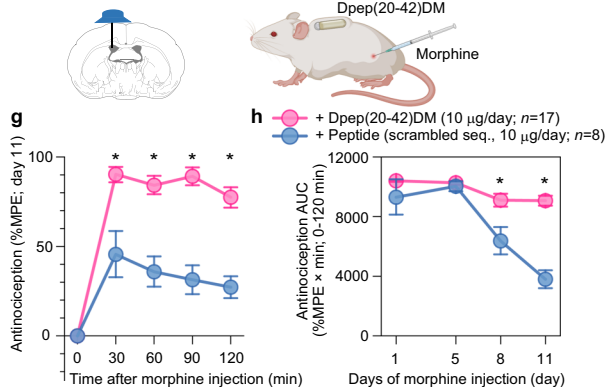 Dpep(20-42)DM
Morphine
g
Antinociception (%MPE; day 11)
100
50
0
* * * *
0 30 60 90 120
Time after morphine injection (min)
h
+ Dpep(20-42)DM (10 μg/day; n=17)
+ Peptide (scrambled seq., 10 μg/day; n=8)
Antinociception AUC
(%MPE × min; 0-120 min)
12000
8000
4000
0
* *
1 5 8 11
Days of morphine injection (day)